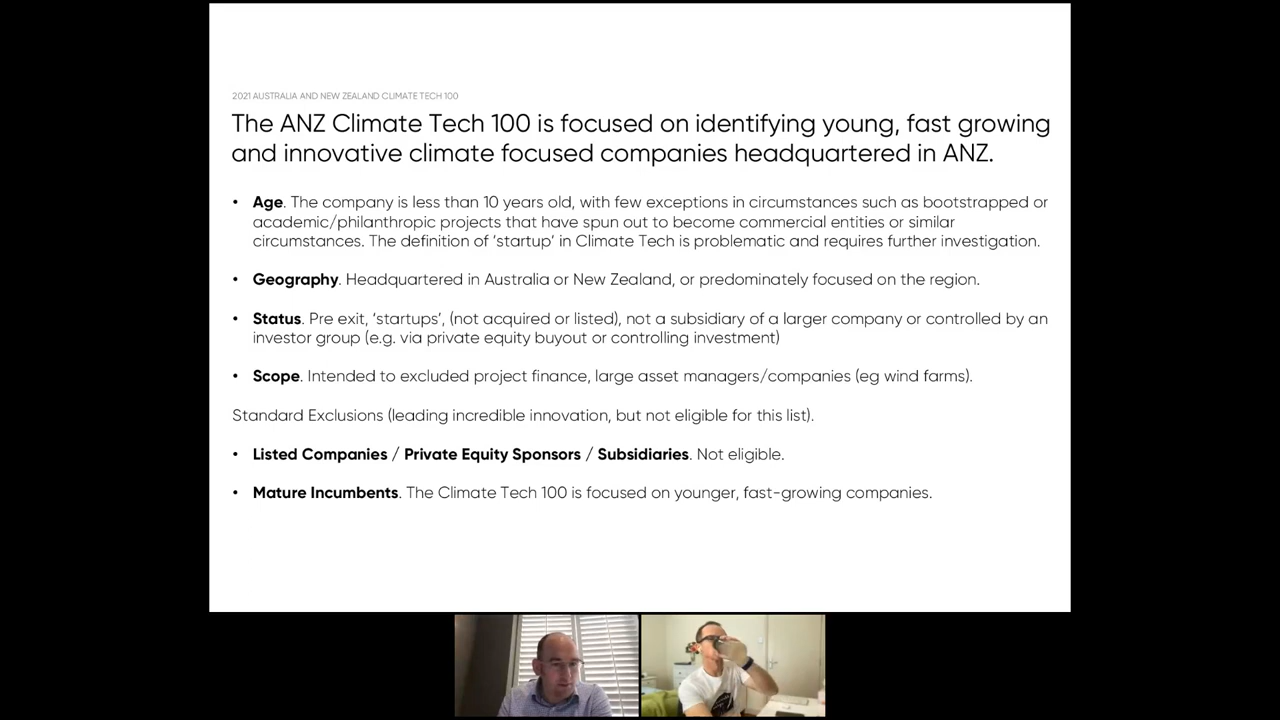 2021 AUSTRALIA AND NEW ZEALAND CLIMATE TECH 100
The ANZ Climate Tech 100 is focused on identifying young, fast growing
and innovative climate focused companies headquartered in ANZ.
• Age. The company is less than 10 years old, with few exceptions in circumstances such as bootstrapped or
academic/philanthropic projects that have spun out to become commercial entities or similar
circumstances. The definition of 'startup' in Climate Tech is problematic and requires further investigation.
• Geography. Headquartered in Australia or New Zealand, or predominately focused on the region.
• Status. Pre exit, 'startups', (not acquired or listed), not a subsidiary of a larger company or controlled by an
investor group (e.g. via private equity buyout or controlling investment)
• Scope. Intended to excluded project finance, large asset managers/companies (eg wind farms).
Standard Exclusions (leading incredible innovation, but not eligible for this list).
• Listed Companies / Private Equity Sponsors / Subsidiaries. Not eligible.
• Mature Incumbents. The Climate Tech 100 is focused on younger, fast-growing companies.